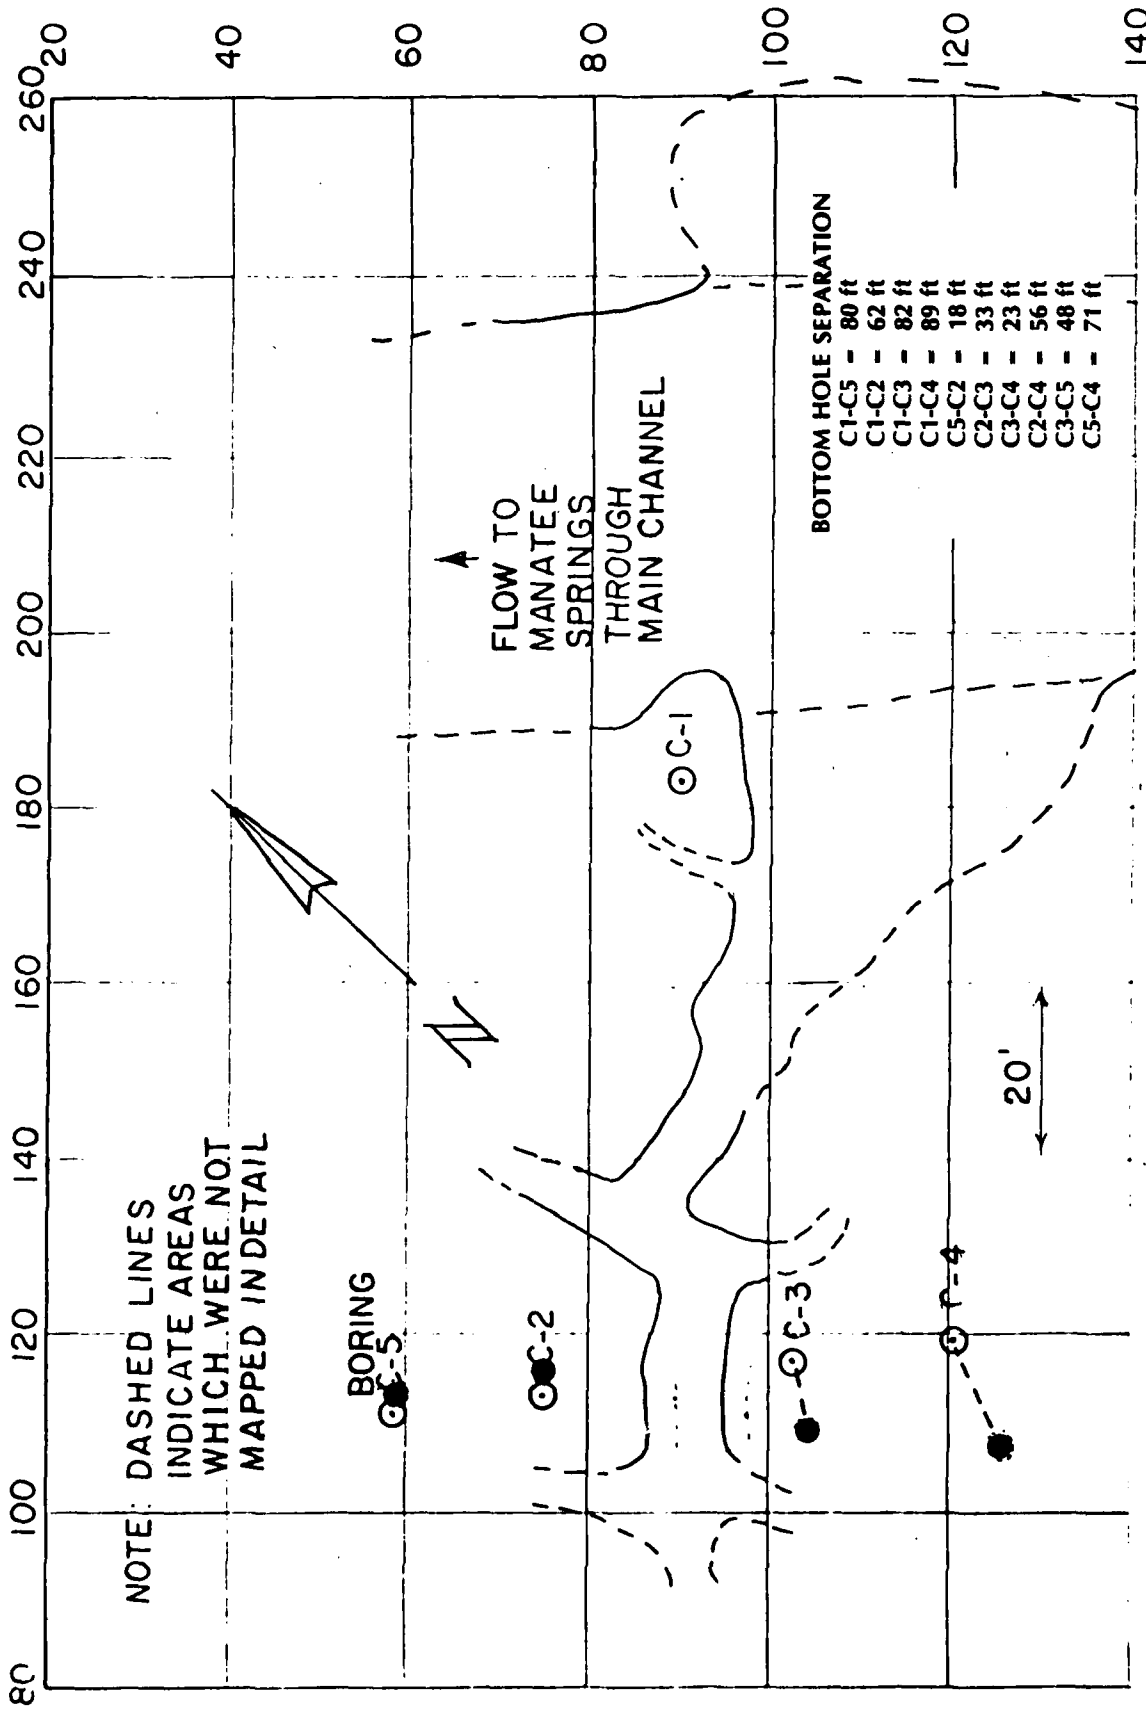 NOTE: DASHED LINES
INDICATE AREAS
WHICH WERE NOT
MAPPED IN DETAIL
80
100
120
140
160
180
200
220
240
260
20
40
60
80
100
120
140
N
BORING
C-5
C-2
C-3
C-4
C-1
FLOW TO
MANATEE
SPRINGS
THROUGH
MAIN CHANNEL
20'
BOTTOM HOLE SEPARATION
C1-C5 - 80 ft
C1-C2 - 62 ft
C1-C3 - 82 ft
C1-C4 - 89 ft
C5-C2 - 18 ft
C2-C3 - 33 ft
C3-C4 - 23 ft
C2-C4 - 56 ft
C3-C5 - 48 ft
C5-C4 - 71 ft